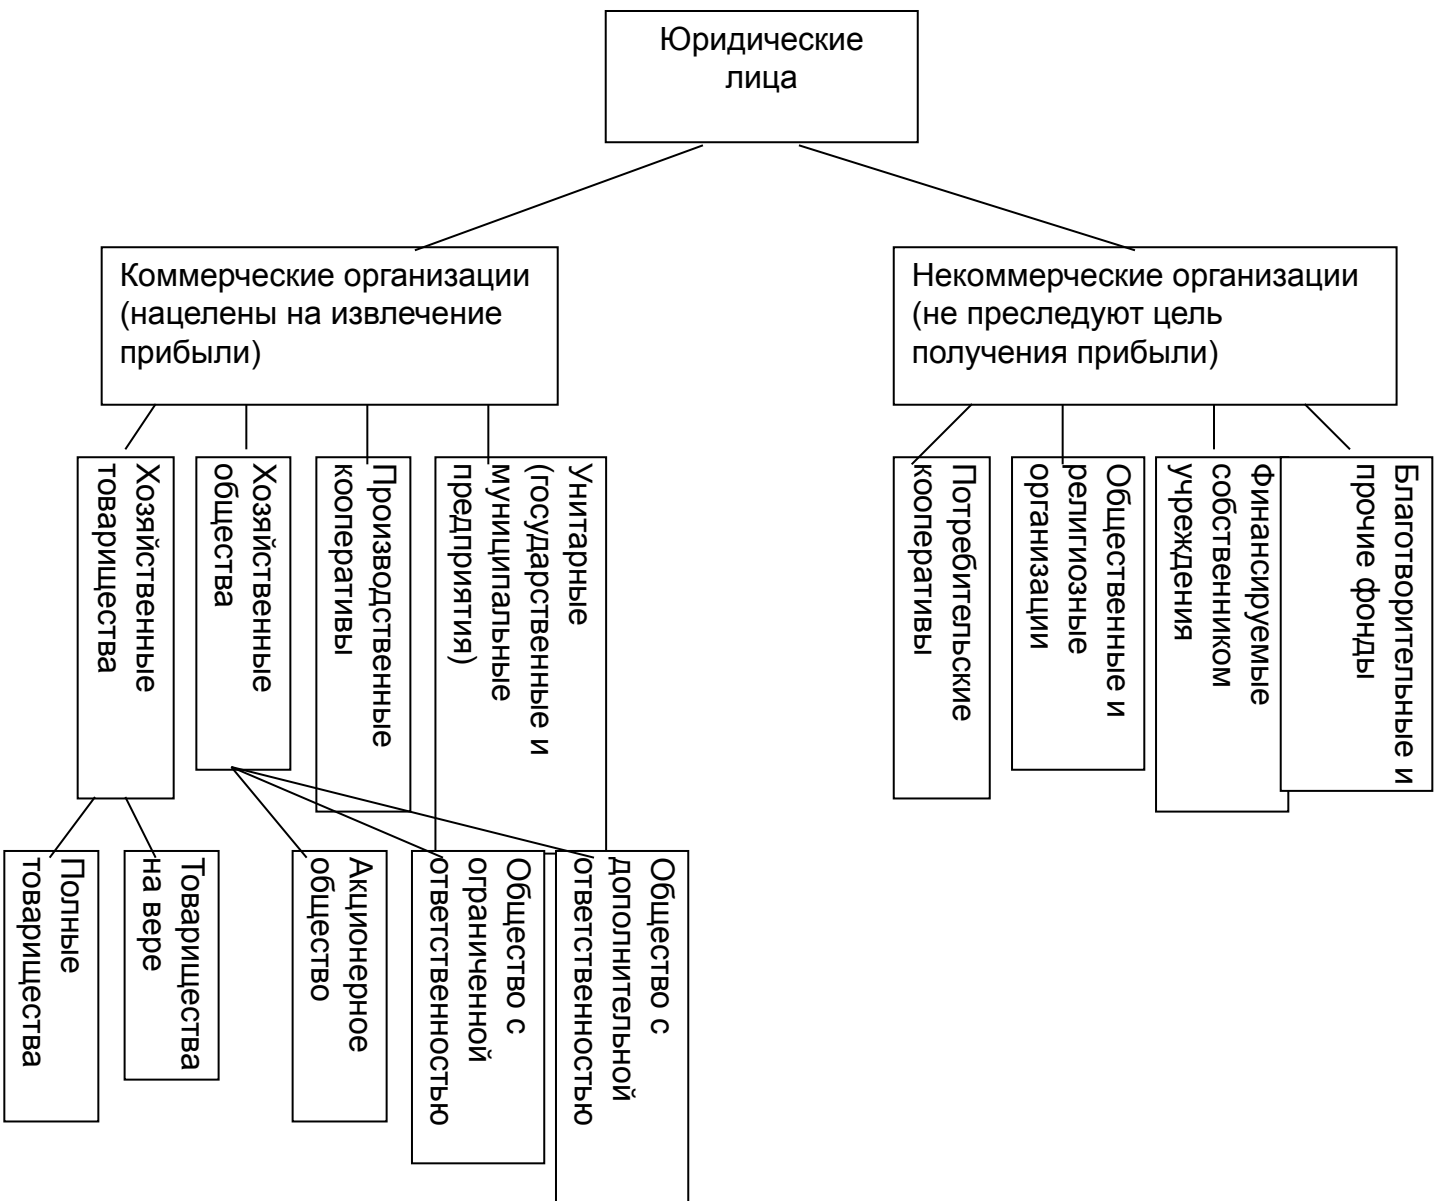 Юридические
лица
Коммерческие организации
(нацелены на извлечение
прибыли)
Некоммерческие организации
(не преследуют цель
получения прибыли)
Хозяйственные
товарищества
Хозяйственные
общества
Производственные
кооперативы
Унитарные
(государственные и
муниципальные
предприятия)
Потребительские
кооперативы
Общественные и
религиозные
организации
Финансируемые
собственником
учреждения
Благотворительные и
прочие фонды
Полные
товарищества
Товарищества
на вере
Акционерное
общество
Общество с
ограниченной
ответственностью
Общество с
дополнительной
ответственностью